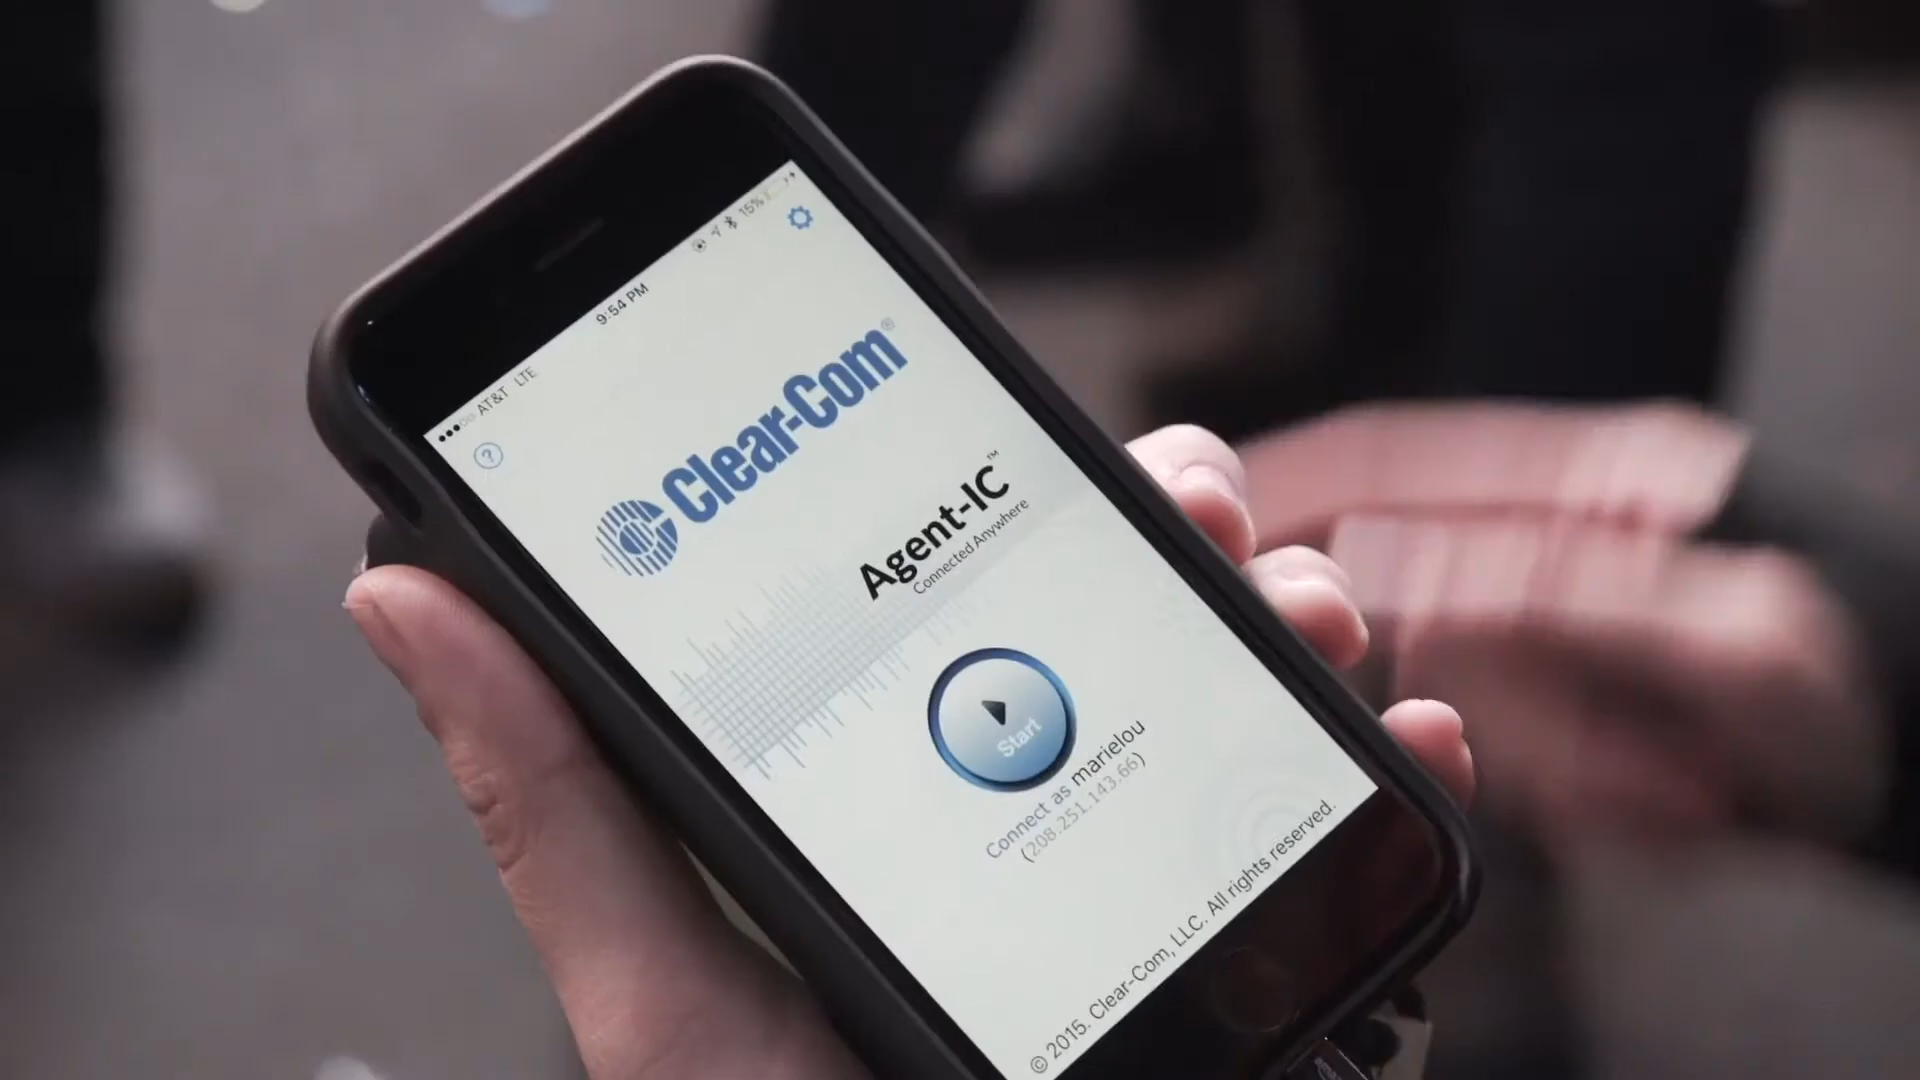 AT&T LTE
9:54 PM
15%
?
Clear-Com®
Agent-IC™
Connected Anywhere
Start
Connect as marielou
(208.251.143.66)
© 2015. Clear-Com, LLC. All rights reserved.